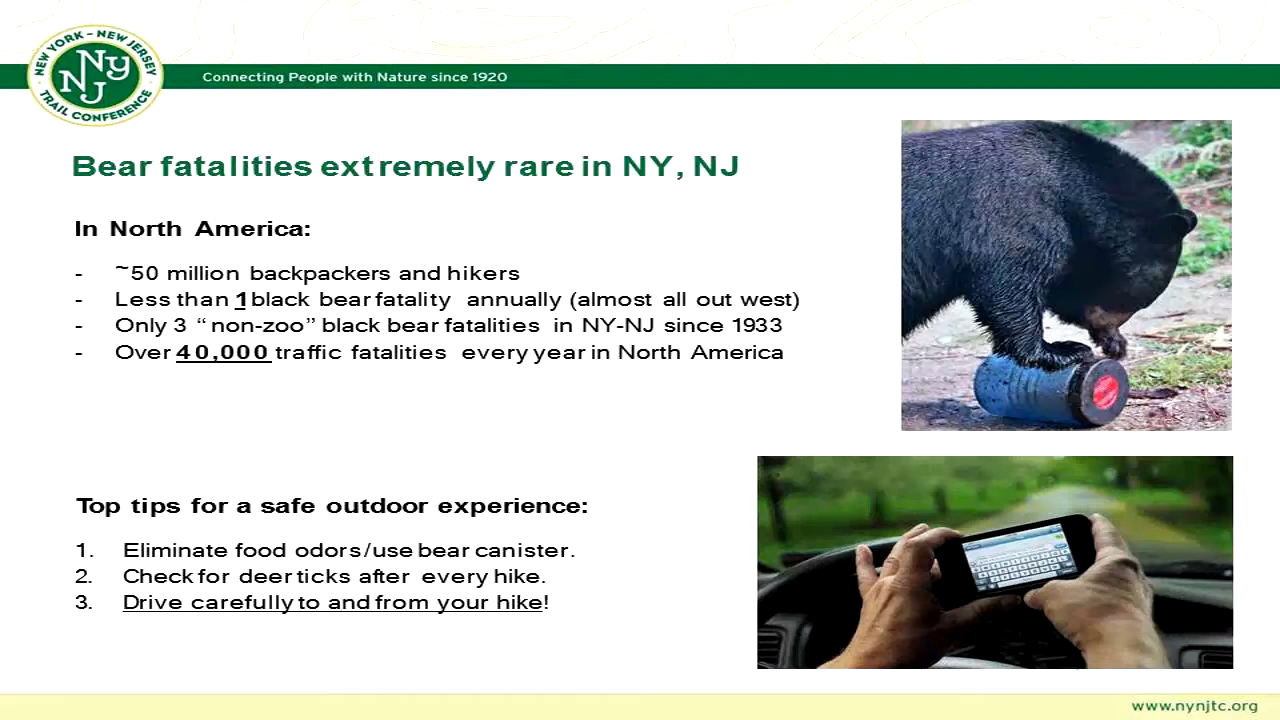 NEW YORK - NEW JERSEY
NY
NJ
TRAIL CONFERENCE
Connecting People with Nature since 1920
Bear fatalities extremely rare in NY, NJ
In North America:
- ~50 million backpackers and hikers
- Less than 1 black bear fatality annually (almost all out west)
- Only 3 “non-zoo” black bear fatalities in NY-NJ since 1933
- Over 40,000 traffic fatalities every year in North America
Top tips for a safe outdoor experience:
1. Eliminate food odors/use bear canister.
2. Check for deer ticks after every hike.
3. Drive carefully to and from your hike!
www.nynjtc.org